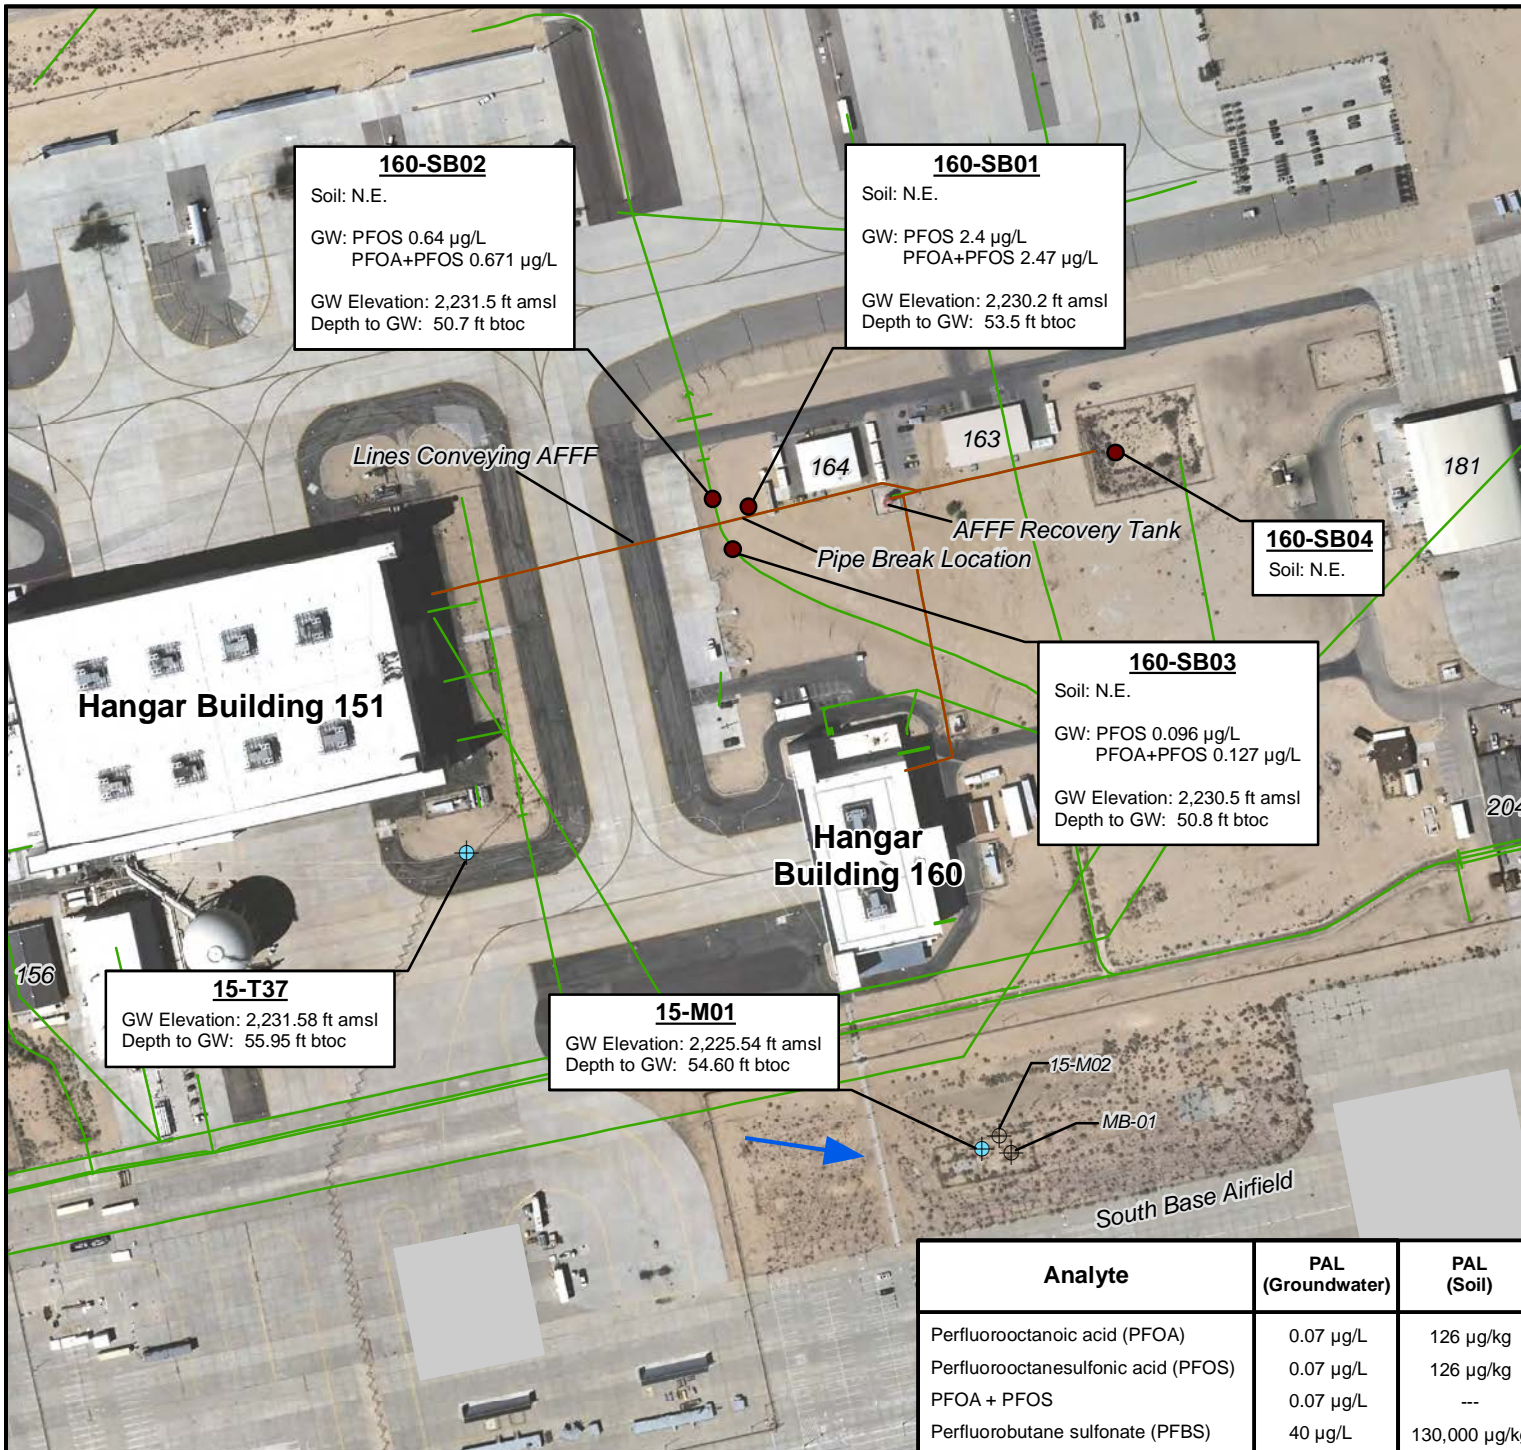 160-SB02
Soil: N.E.
GW: PFOS 0.64 µg/L
PFOA+PFOS 0.671 µg/L
GW Elevation: 2,231.5 ft amsl
Depth to GW: 50.7 ft btoc
160-SB01
Soil: N.E.
GW: PFOS 2.4 µg/L
PFOA+PFOS 2.47 µg/L
GW Elevation: 2,230.2 ft amsl
Depth to GW: 53.5 ft btoc
Lines Conveying AFFF
164
163
181
AFFF Recovery Tank
Pipe Break Location
160-SB04
Soil: N.E.
160-SB03
Soil: N.E.
GW: PFOS 0.096 µg/L
PFOA+PFOS 0.127 µg/L
GW Elevation: 2,230.5 ft amsl
Depth to GW: 50.8 ft btoc
Hangar Building 151
204
Hangar
Building 160
156
15-T37
GW Elevation: 2,231.58 ft amsl
Depth to GW: 55.95 ft btoc
15-M01
GW Elevation: 2,225.54 ft amsl
Depth to GW: 54.60 ft btoc
15-M02
MB-01
South Base Airfield
Analyte PAL (Groundwater) PAL (Soil)
Perfluorooctanoic acid (PFOA) 0.07 µg/L 126 µg/kg
Perfluorooctanesulfonic acid (PFOS) 0.07 µg/L 126 µg/kg
PFOA + PFOS 0.07 µg/L ---
Perfluorobutane sulfonate (PFBS) 40 µg/L 130,000 µg/kg